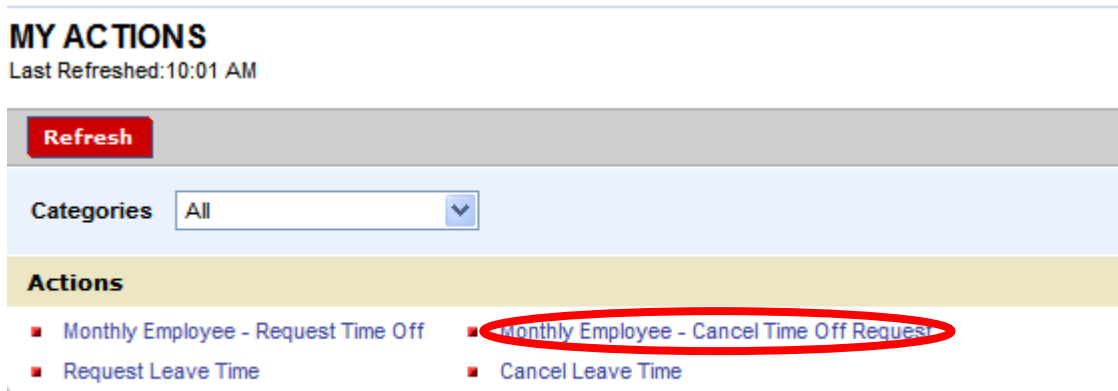 MY ACTIONS
Last Refreshed:10:01 AM
Refresh
Categories All
Actions
Monthly Employee - Request Time Off
Monthly Employee - Cancel Time Off Request
Request Leave Time
Cancel Leave Time